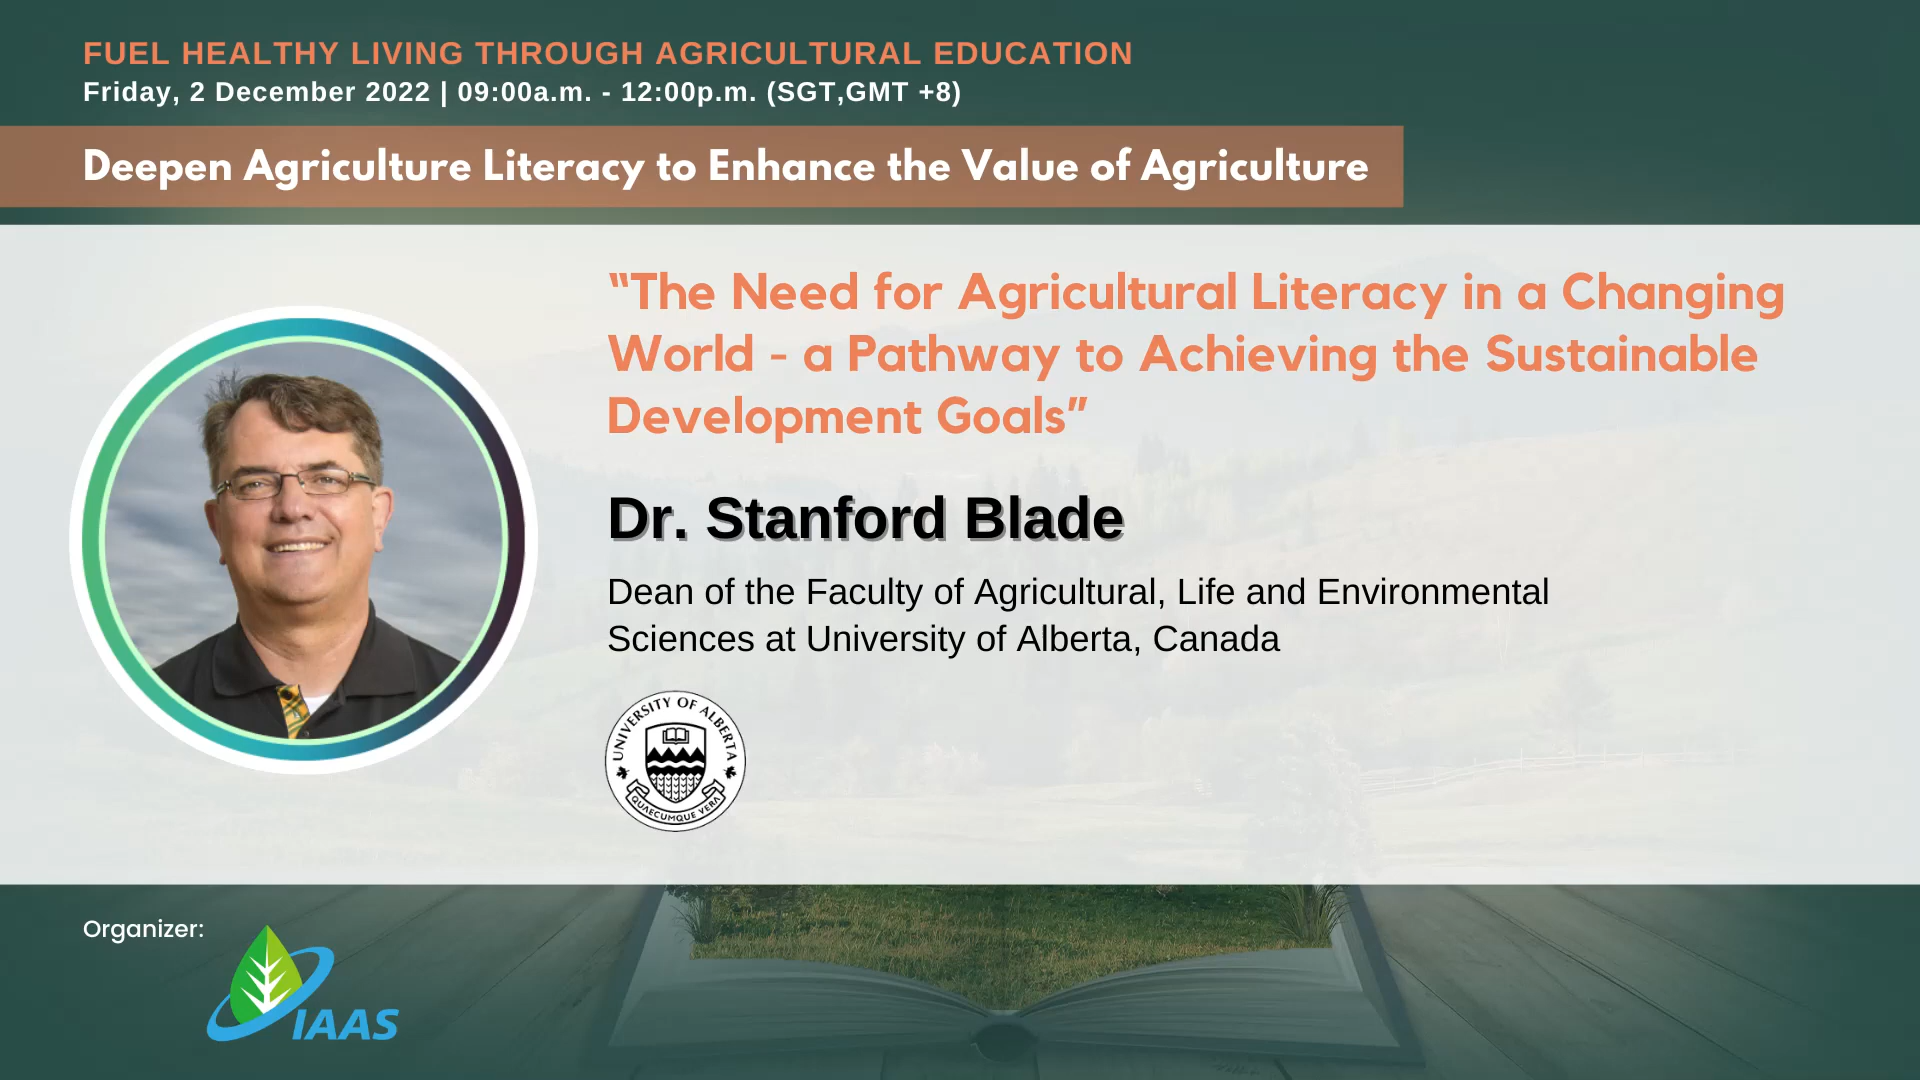 FUEL HEALTHY LIVING THROUGH AGRICULTURAL EDUCATION
Friday, 2 December 2022 | 09:00a.m. - 12:00p.m. (SGT,GMT +8)
Deepen Agriculture Literacy to Enhance the Value of Agriculture
“The Need for Agricultural Literacy in a Changing
World - a Pathway to Achieving the Sustainable
Development Goals”
Dr. Stanford Blade
Dean of the Faculty of Agricultural, Life and Environmental
Sciences at University of Alberta, Canada
UNIVERSITY OF ALBERTA
QUAECUMQUE VERA
Organizer:
IAAS